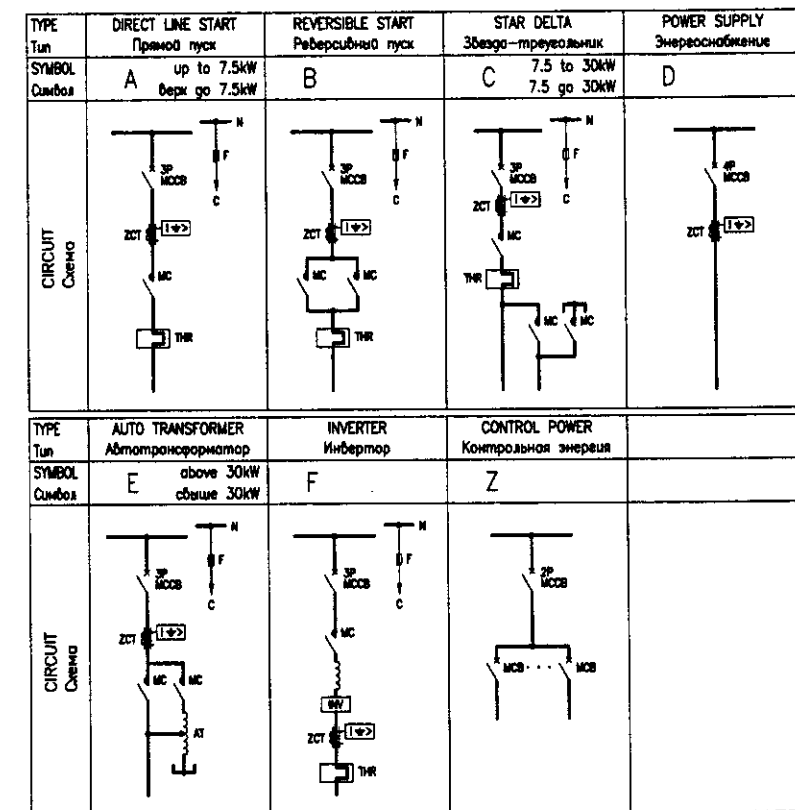 TYPE DIRECT LINE START REVERSIBLE START STAR DELTA POWER SUPPLY
Тип Прямой пуск Реверсивный пуск Звезда-треугольник Энергоснабжение
SYMBOL A up to 7.5kW B C 7.5 to 30kW D
Символ верх до 7.5kW 7.5 до 30kW
CIRCUIT
Схема
N
F
C
3P
MCCB
ZCT
I >
MC
THR
N
F
C
3P
MCCB
ZCT
I >
MC MC
THR
N
F
C
3P
MCCB
ZCT
I >
MC
THR
MC MC
4P
MCCB
ZCT
I >
TYPE AUTO TRANSFORMER INVERTER CONTROL POWER
Тип Автотрансформатор Инвертор Контрольная энергия
SYMBOL E above 30kW F Z
Символ свыше 30kW
CIRCUIT
Схема
N
F
C
3P
MCCB
ZCT
I >
MC MC
AT
N
F
C
3P
MCCB
MC
INV
ZCT
I >
THR
2P
MCCB
MCB · · · MCB